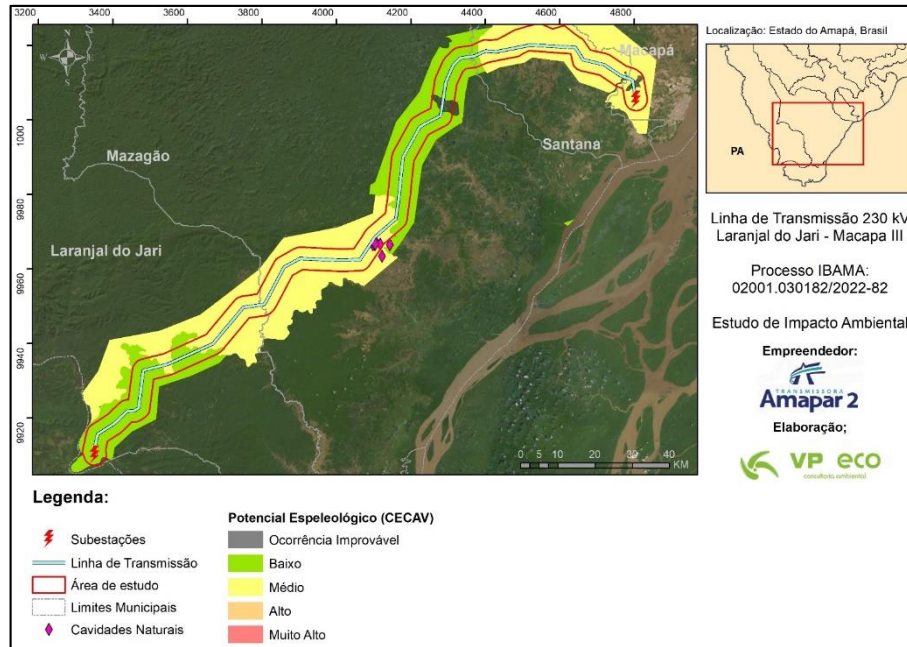 3200 3400 3600 3800 4000 4200 4400 4600 4800
N
W E
S
1000
9980
9960
9940
9920
Macapá
Santana
Mazagão
Laranjal do Jari
0 5 10 20 30 40
KM
Localização: Estado do Amapá, Brasil
PA
Linha de Transmissão 230 kV
Laranjal do Jari - Macapa III
Processo IBAMA:
02001.030182/2022-82
Estudo de Impacto Ambiental
Empreendedor:
TRANSMISSORA
Amapar 2
Elaboração;
VP eco
consultoria ambiental
Legenda:
Subestações
Linha de Transmissão
Área de estudo
Limites Municipais
Cavidades Naturais
Potencial Espeleológico (CECAV)
Ocorrência Improvável
Baixo
Médio
Alto
Muito Alto